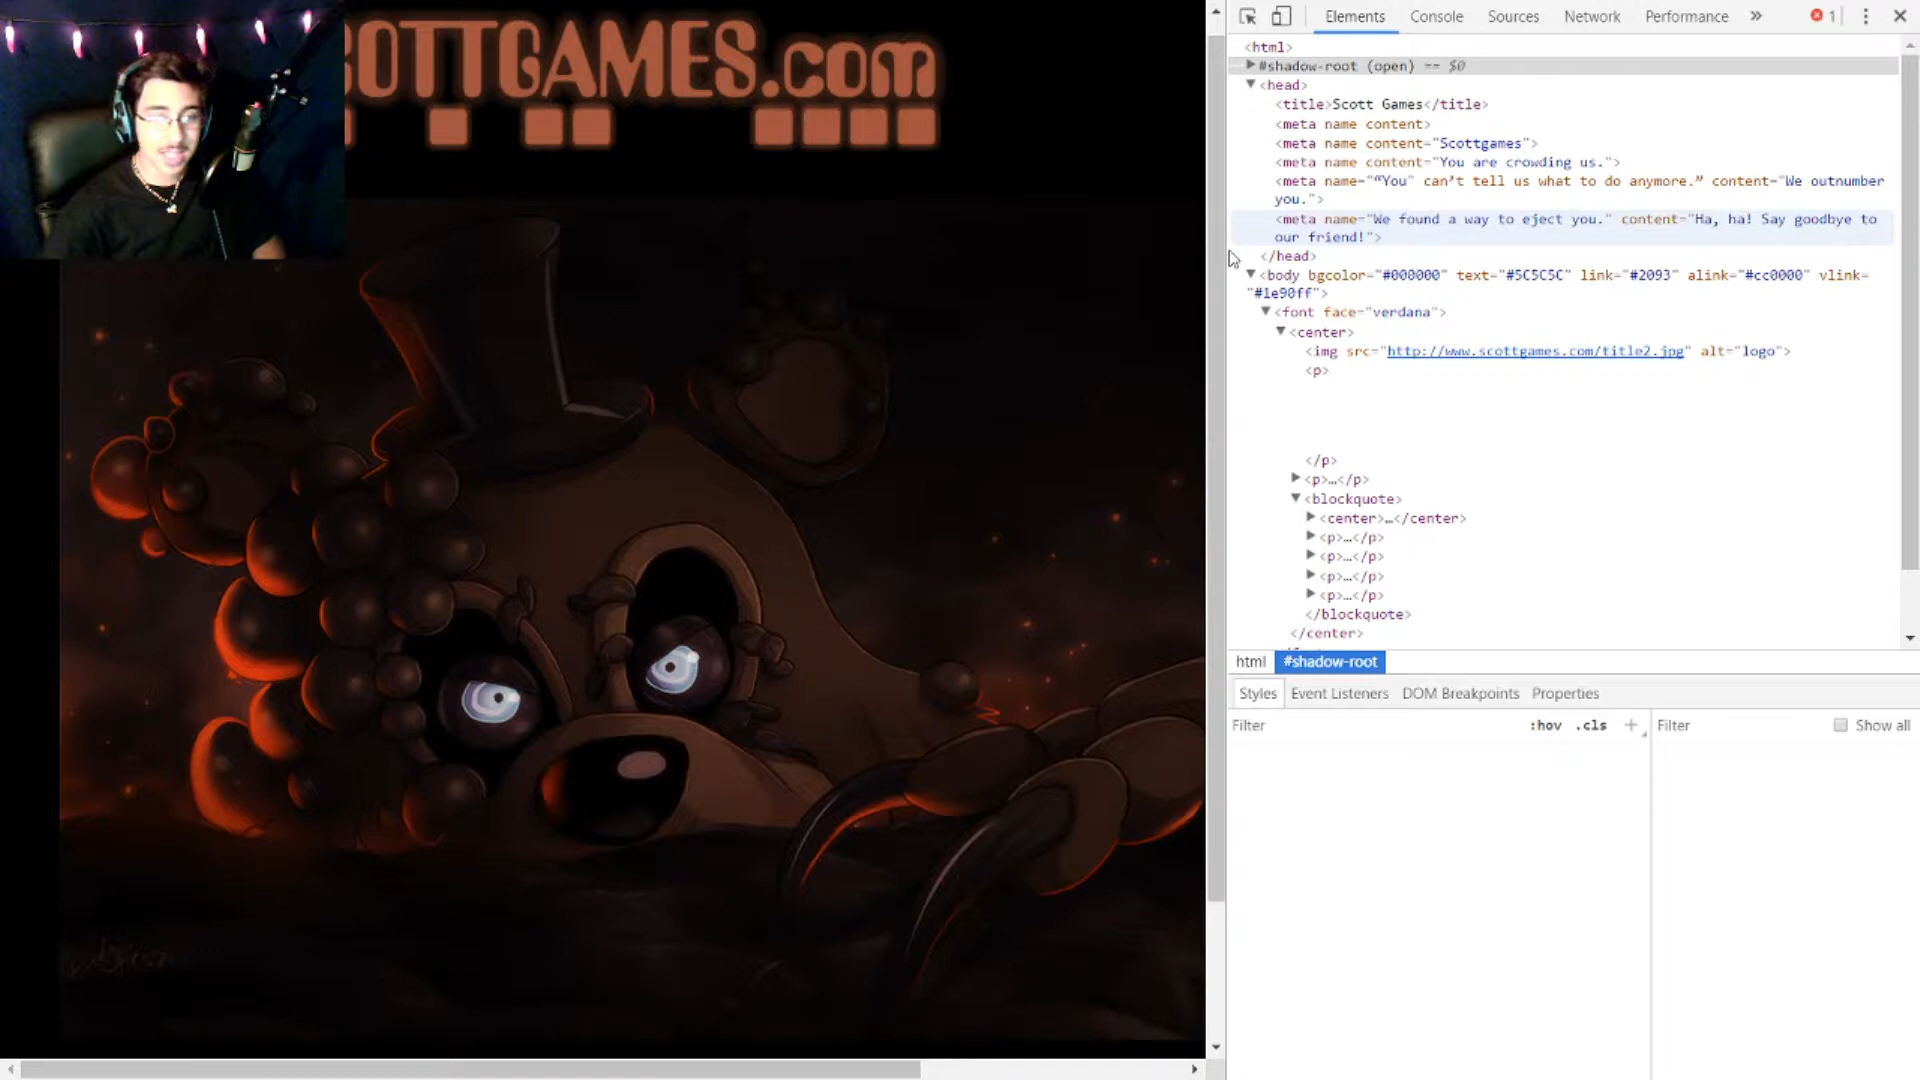 SCOTTGAMES.com
Elements Console Sources Network Performance » 1
<html>
▶#shadow-root (open) == $0
▼<head>
<title>Scott Games</title>
<meta name content>
<meta name content="Scottgames">
<meta name content="You are crowding us.">
<meta name="“You" can’t tell us what to do anymore.” content="We outnumber
you.">
<meta name="We found a way to eject you." content="Ha, ha! Say goodbye to
our friend!">
</head>
▼<body bgcolor="#000000" text="#5C5C5C" link="#2093" alink="#cc0000" vlink=
"#1e90ff">
▼<font face="verdana">
▼<center>
<img src="http://www.scottgames.com/title2.jpg" alt="logo">
<p>
</p>
▶<p>…</p>
▼<blockquote>
▶<center>…</center>
▶<p>…</p>
▶<p>…</p>
▶<p>…</p>
▶<p>…</p>
</blockquote>
</center>
html #shadow-root
Styles Event Listeners DOM Breakpoints Properties
Filter :hov .cls + Filter Show all